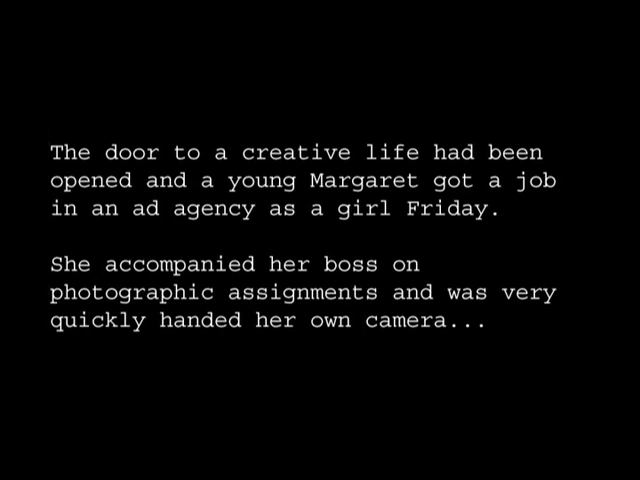 The door to a creative life had been
opened and a young Margaret got a job
in an ad agency as a girl Friday.
She accompanied her boss on
photographic assignments and was very
quickly handed her own camera...